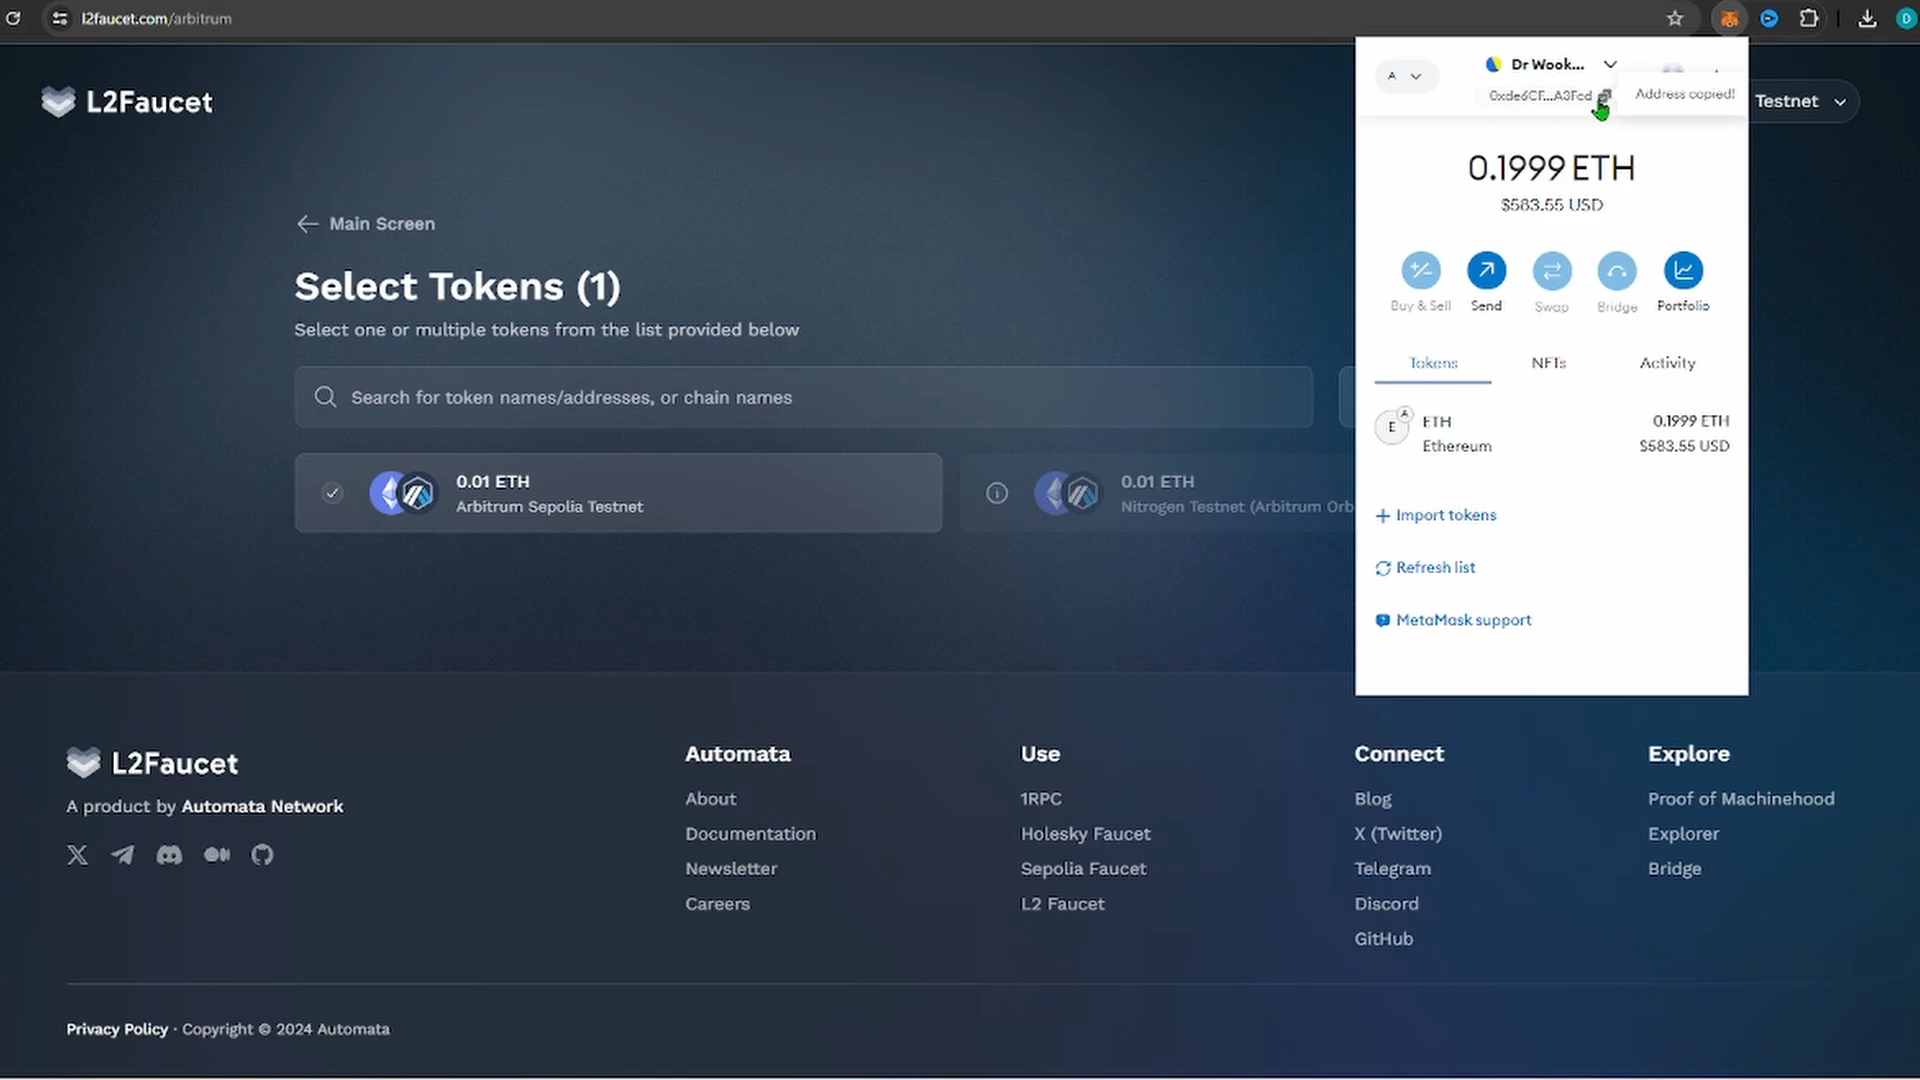 l2faucet.com/arbitrum
D
L2Faucet
Testnet
A
Dr Wook...
0xde6CF...A3Fcd
Address copied!
0.1999 ETH
$583.55 USD
Buy & Sell
Send
Swap
Bridge
Portfolio
Tokens
NFTs
Activity
A
E
ETH
Ethereum
0.1999 ETH
$583.55 USD
+ Import tokens
Refresh list
MetaMask support
← Main Screen
Select Tokens (1)
Select one or multiple tokens from the list provided below
Search for token names/addresses, or chain names
0.01 ETH
Arbitrum Sepolia Testnet
0.01 ETH
Nitrogen Testnet (Arbitrum Orb
L2Faucet
A product by Automata Network
Automata
About
Documentation
Newsletter
Careers
Use
1RPC
Holesky Faucet
Sepolia Faucet
L2 Faucet
Connect
Blog
X (Twitter)
Telegram
Discord
GitHub
Explore
Proof of Machinehood
Explorer
Bridge
Privacy Policy · Copyright © 2024 Automata